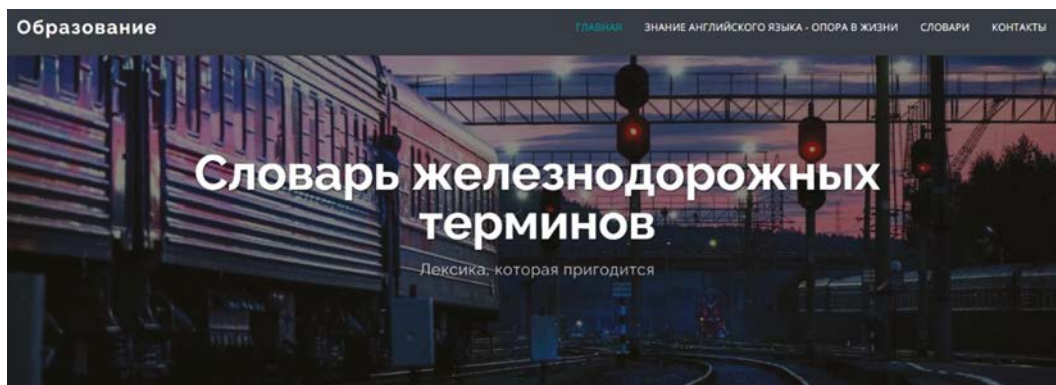 Образование
ГЛАВНАЯ ЗНАНИЕ АНГЛИЙСКОГО ЯЗЫКА - ОПОРА В ЖИЗНИ СЛОВАРИ КОНТАКТЫ
Словарь железнодорожных
терминов
Лексика, которая пригодится